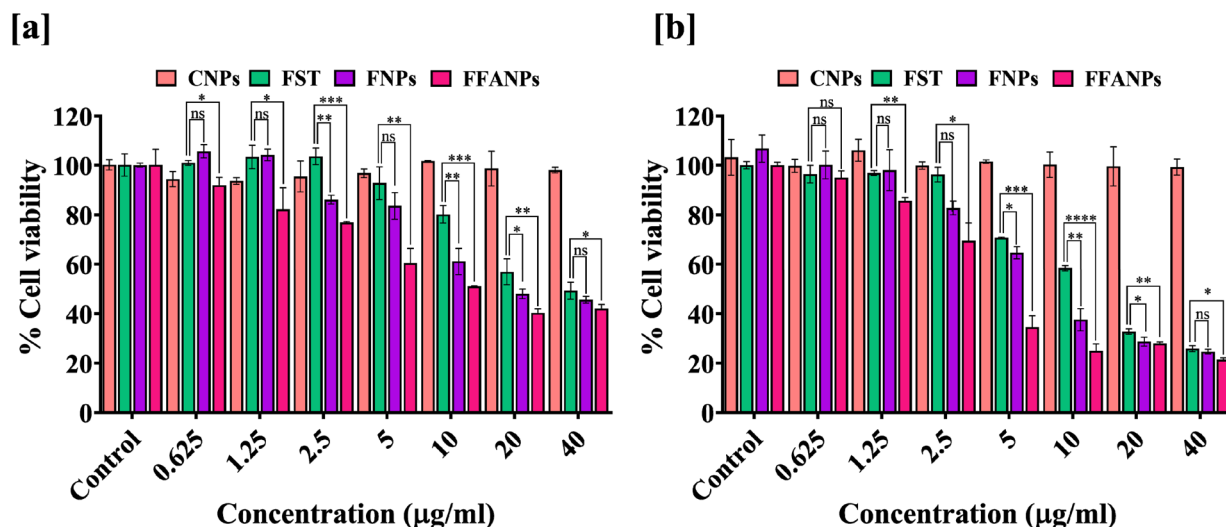 [a]
CNPs FST FNPs FFANPs
120
100
80
60
40
20
0
% Cell viability
* ns
* ns
*** **
** ns
*** **
** *
* ns
Control 0.625 1.25 2.5 5 10 20 40
Concentration (µg/ml)
[b]
CNPs FST FNPs FFANPs
120
100
80
60
40
20
0
% Cell viability
ns ns
** ns
*
*** *
**** **
** *
* ns
Control 0.625 1.25 2.5 5 10 20 40
Concentration (µg/ml)